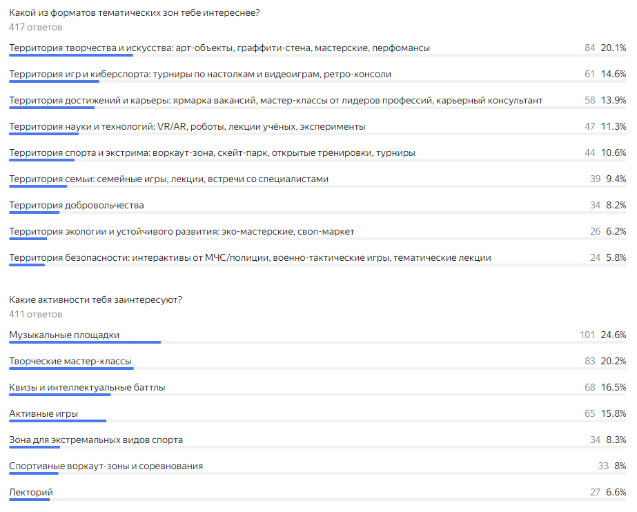 Какой из форматов тематических зон тебе интереснее?
417 ответов
Территория творчества и искусства: арт-объекты, граффити-стена, мастерские, перфомансы 84 20.1%
Территория игр и киберспорта: турниры по настолкам и видеоиграм, ретро-консоли 61 14.6%
Территория достижений и карьеры: ярмарка вакансий, мастер-классы от лидеров профессий, карьерный консультант 58 13.9%
Территория науки и технологий: VR/AR, роботы, лекции учёных, эксперименты 47 11.3%
Территория спорта и экстрима: воркаут-зона, скейт-парк, открытые тренировки, турниры 44 10.6%
Территория семьи: семейные игры, лекции, встречи со специалистами 39 9.4%
Территория добровольчества 34 8.2%
Территория экологии и устойчивого развития: эко-мастерские, своп-маркет 26 6.2%
Территория безопасности: интерактивы от МЧС/полиции, военно-тактические игры, тематические лекции 24 5.8%
Какие активности тебя заинтересуют?
411 ответов
Музыкальные площадки 101 24.6%
Творческие мастер-классы 83 20.2%
Квизы и интеллектуальные баттлы 68 16.5%
Активные игры 65 15.8%
Зона для экстремальных видов спорта 34 8.3%
Спортивные воркаут-зоны и соревнования 33 8%
Лекторий 27 6.6%